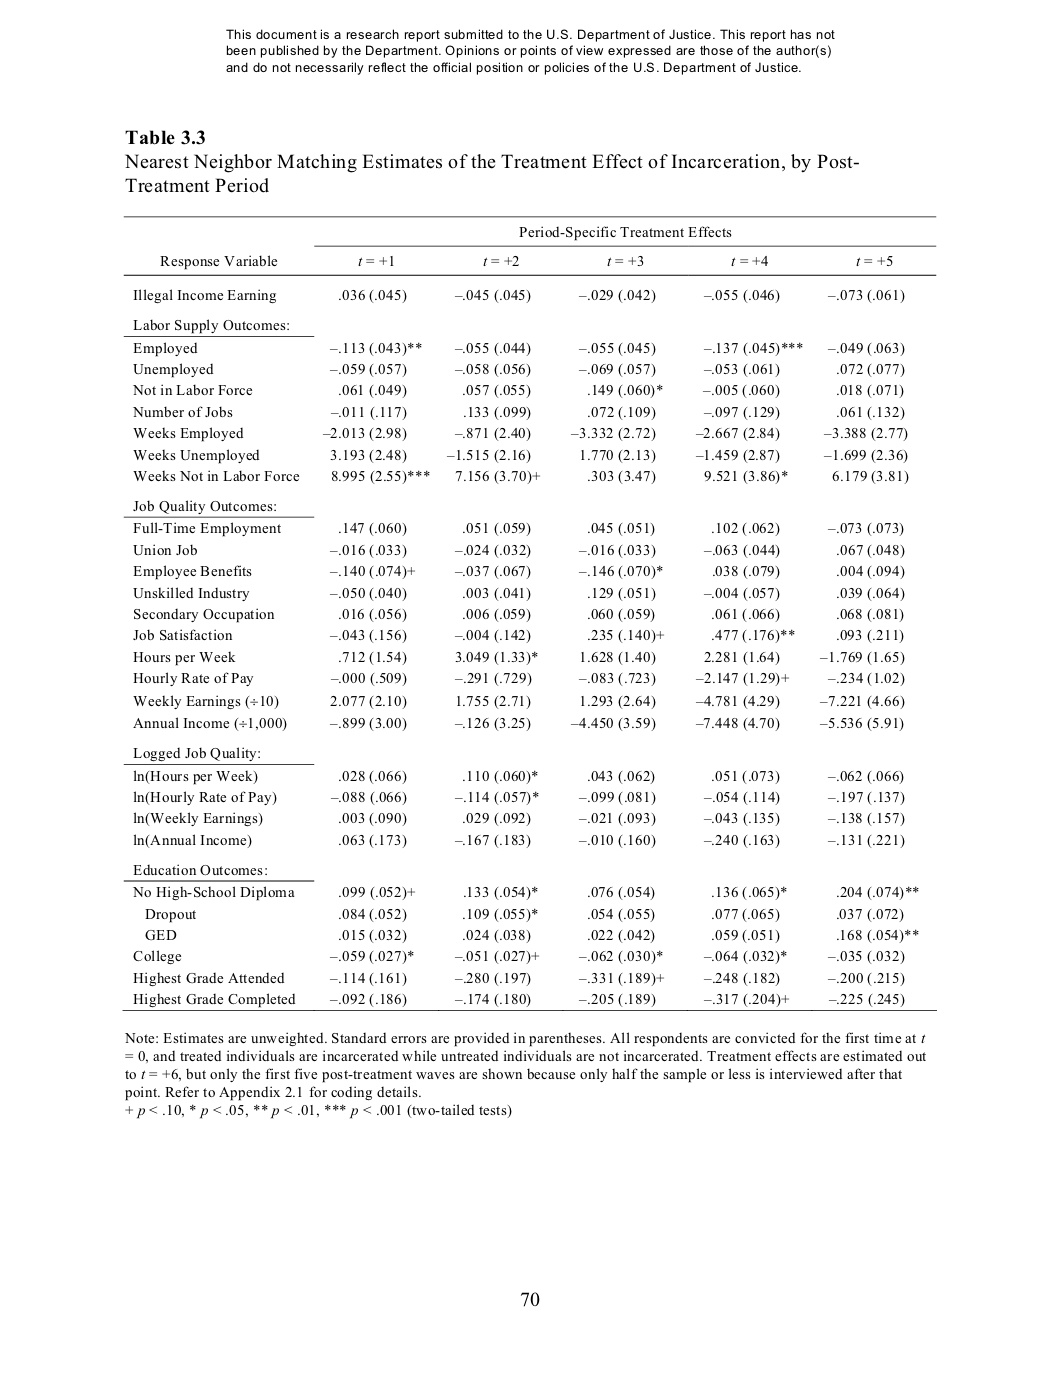 This document is a research report submitted to the U.S. Department of Justice. This report has not
been published by the Department. Opinions or points of view expressed are those of the author(s)
and do not necessarily reflect the official position or policies of the U.S. Department of Justice.
Table 3.3
Nearest Neighbor Matching Estimates of the Treatment Effect of Incarceration, by Post-
Treatment Period
Period-Specific Treatment Effects
Response Variable t = +1 t = +2 t = +3 t = +4 t = +5
Illegal Income Earning .036 (.045) –.045 (.045) –.029 (.042) –.055 (.046) –.073 (.061)
Labor Supply Outcomes:
Employed –.113 (.043)** –.055 (.044) –.055 (.045) –.137 (.045)*** –.049 (.063)
Unemployed –.059 (.057) –.058 (.056) –.069 (.057) –.053 (.061) .072 (.077)
Not in Labor Force .061 (.049) .057 (.055) .149 (.060)* –.005 (.060) .018 (.071)
Number of Jobs –.011 (.117) .133 (.099) .072 (.109) –.097 (.129) .061 (.132)
Weeks Employed –2.013 (2.98) –.871 (2.40) –3.332 (2.72) –2.667 (2.84) –3.388 (2.77)
Weeks Unemployed 3.193 (2.48) –1.515 (2.16) 1.770 (2.13) –1.459 (2.87) –1.699 (2.36)
Weeks Not in Labor Force 8.995 (2.55)*** 7.156 (3.70)+ .303 (3.47) 9.521 (3.86)* 6.179 (3.81)
Job Quality Outcomes:
Full-Time Employment .147 (.060) .051 (.059) .045 (.051) .102 (.062) –.073 (.073)
Union Job –.016 (.033) –.024 (.032) –.016 (.033) –.063 (.044) .067 (.048)
Employee Benefits –.140 (.074)+ –.037 (.067) –.146 (.070)* .038 (.079) .004 (.094)
Unskilled Industry –.050 (.040) .003 (.041) .129 (.051) –.004 (.057) .039 (.064)
Secondary Occupation .016 (.056) .006 (.059) .060 (.059) .061 (.066) .068 (.081)
Job Satisfaction –.043 (.156) –.004 (.142) .235 (.140)+ .477 (.176)** .093 (.211)
Hours per Week .712 (1.54) 3.049 (1.33)* 1.628 (1.40) 2.281 (1.64) –1.769 (1.65)
Hourly Rate of Pay –.000 (.509) –.291 (.729) –.083 (.723) –2.147 (1.29)+ –.234 (1.02)
Weekly Earnings (÷10) 2.077 (2.10) 1.755 (2.71) 1.293 (2.64) –4.781 (4.29) –7.221 (4.66)
Annual Income (÷1,000) –.899 (3.00) –.126 (3.25) –4.450 (3.59) –7.448 (4.70) –5.536 (5.91)
Logged Job Quality:
ln(Hours per Week) .028 (.066) .110 (.060)* .043 (.062) .051 (.073) –.062 (.066)
ln(Hourly Rate of Pay) –.088 (.066) –.114 (.057)* –.099 (.081) –.054 (.114) –.197 (.137)
ln(Weekly Earnings) .003 (.090) .029 (.092) –.021 (.093) –.043 (.135) –.138 (.157)
ln(Annual Income) .063 (.173) –.167 (.183) –.010 (.160) –.240 (.163) –.131 (.221)
Education Outcomes:
No High-School Diploma .099 (.052)+ .133 (.054)* .076 (.054) .136 (.065)* .204 (.074)**
Dropout .084 (.052) .109 (.055)* .054 (.055) .077 (.065) .037 (.072)
GED .015 (.032) .024 (.038) .022 (.042) .059 (.051) .168 (.054)**
College –.059 (.027)* –.051 (.027)+ –.062 (.030)* –.064 (.032)* –.035 (.032)
Highest Grade Attended –.114 (.161) –.280 (.197) –.331 (.189)+ –.248 (.182) –.200 (.215)
Highest Grade Completed –.092 (.186) –.174 (.180) –.205 (.189) –.317 (.204)+ –.225 (.245)
Note: Estimates are unweighted. Standard errors are provided in parentheses. All respondents are convicted for the first time at t
= 0, and treated individuals are incarcerated while untreated individuals are not incarcerated. Treatment effects are estimated out
to t = +6, but only the first five post-treatment waves are shown because only half the sample or less is interviewed after that
point. Refer to Appendix 2.1 for coding details.
+ p < .10, * p < .05, ** p < .01, *** p < .001 (two-tailed tests)
70